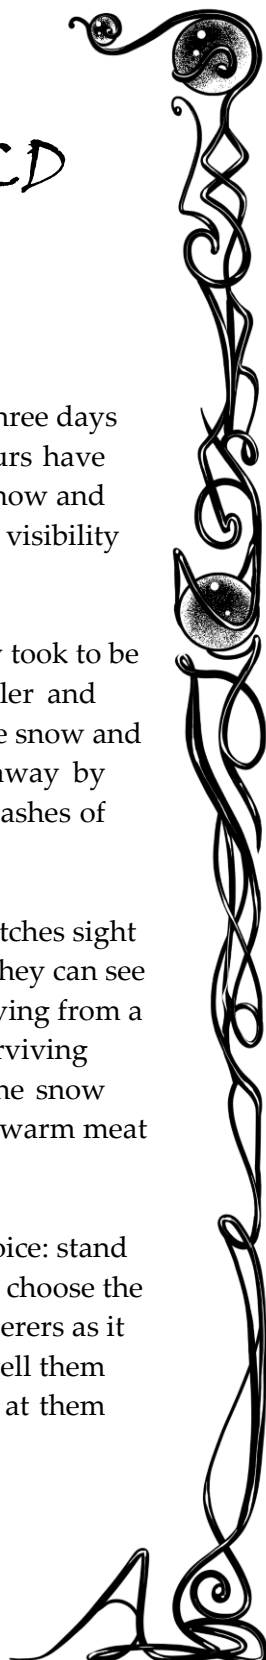 CD
hree days
urs have
now and
visibility
took to be
ler and
e snow and
away by
ashes of
tches sight
hey can see
ying from a
rviving
he snow
warm meat
oice: stand
choose the
erers as it
ell them
at them